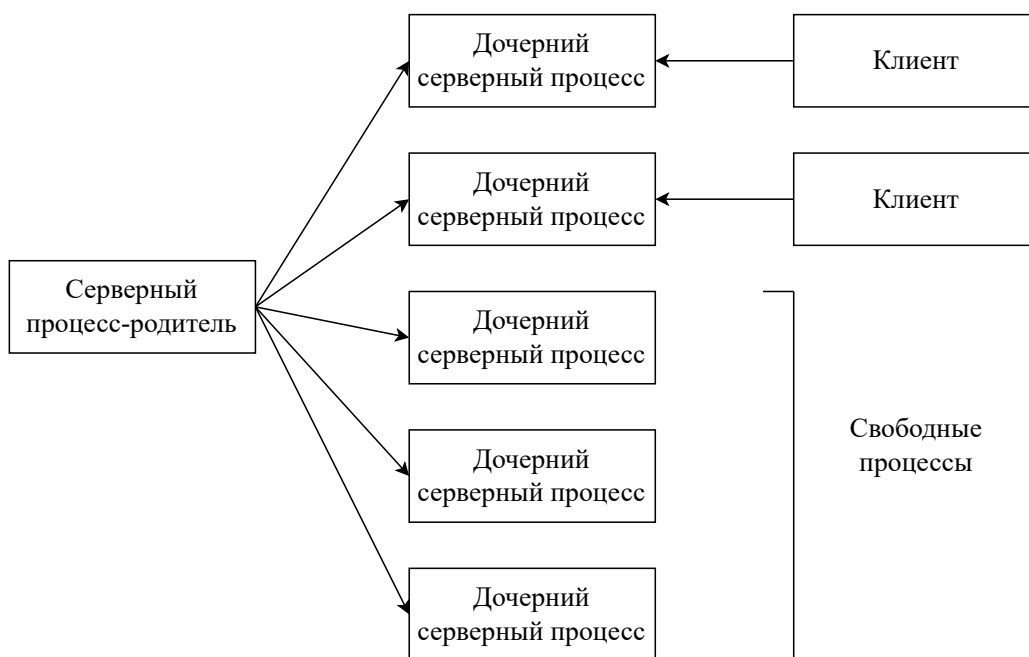 Дочерний
серверный процесс
Клиент
Дочерний
серверный процесс
Клиент
Серверный
процесс-родитель
Дочерний
серверный процесс
Дочерний
серверный процесс
Свободные
процессы
Дочерний
серверный процесс